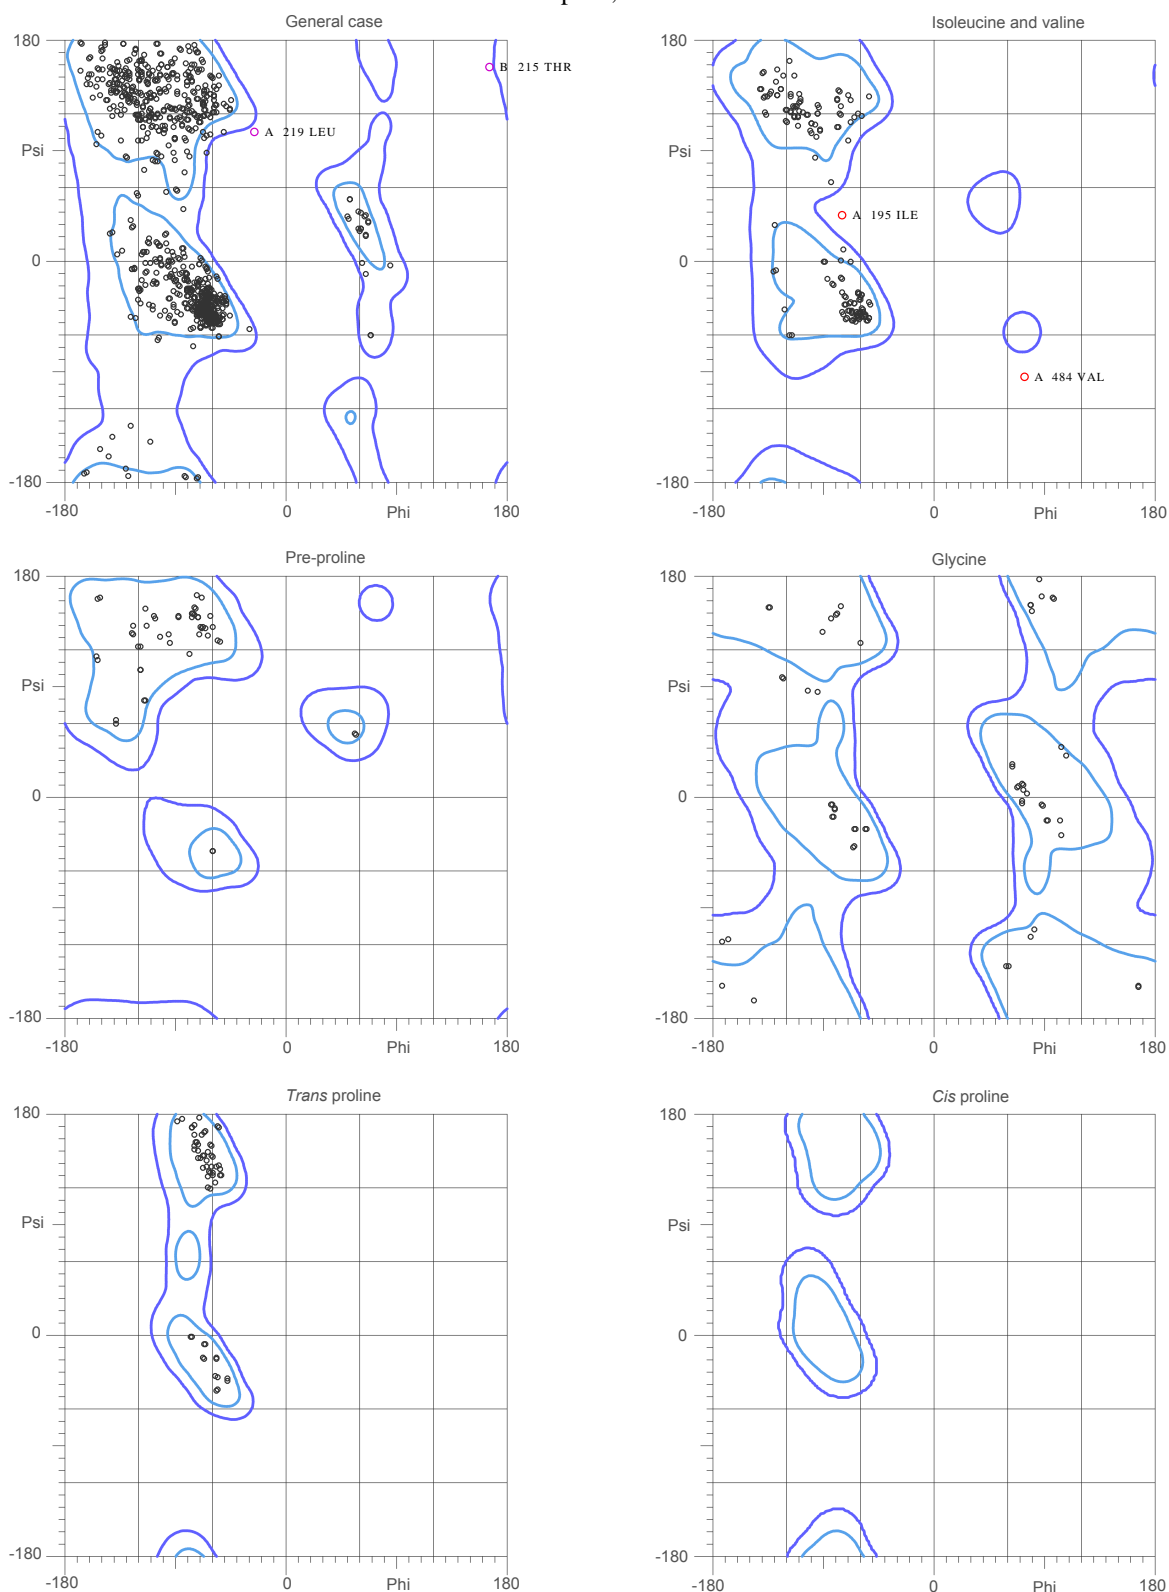 General case
180
B 215 THR
A 219 LEU
Psi
0
-180
-180
0
Phi
180
Isoleucine and valine
180
Psi
A 195 ILE
0
A 484 VAL
-180
-180
0
Phi
180
Pre-proline
180
Psi
0
-180
-180
0
Phi
180
Glycine
180
Psi
0
-180
-180
0
Phi
180
Trans proline
180
Psi
0
-180
-180
0
Phi
180
Cis proline
180
Psi
0
-180
-180
0
Phi
180